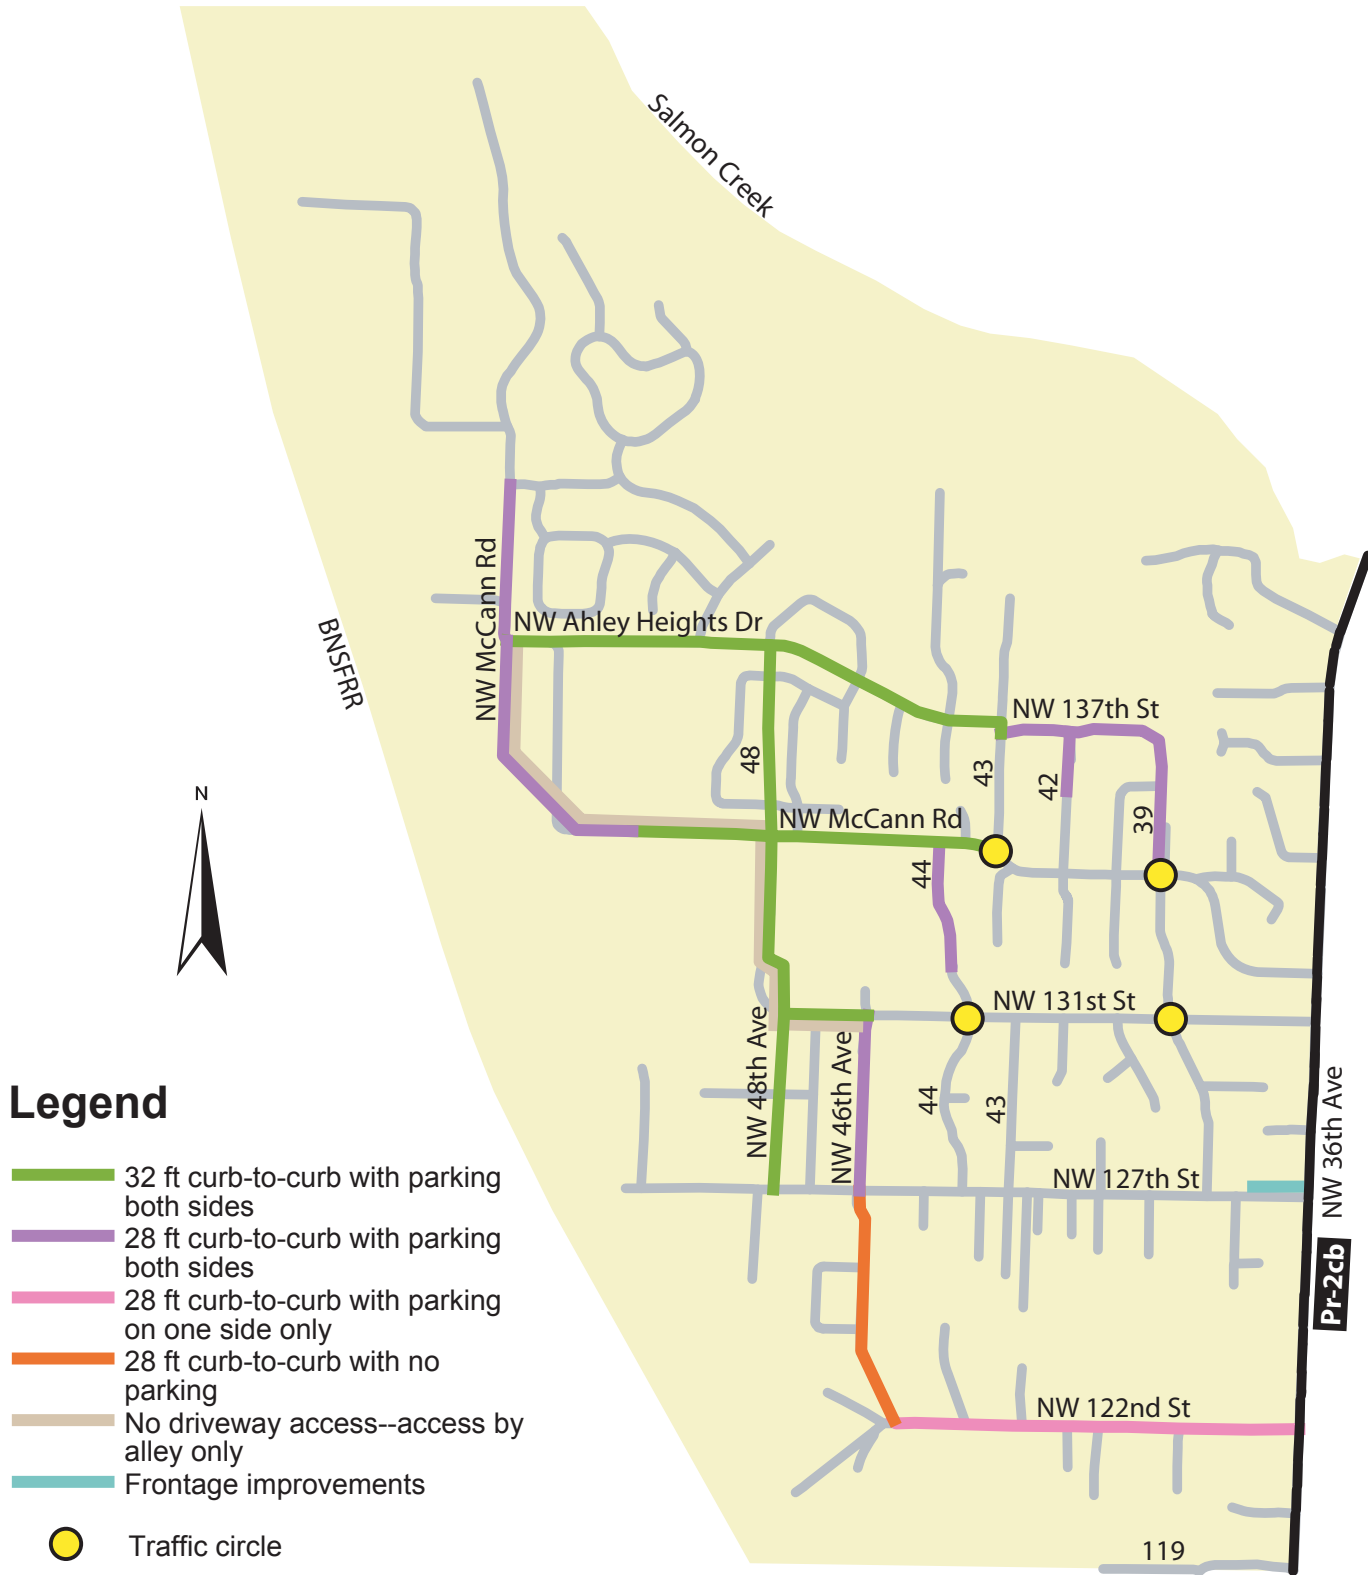 Salmon Creek
NW McCann Rd
NW Ahley Heights Dr
BNSFRR
NW 137th St
48
43
42
39
N
NW McCann Rd
44
NW 131st St
NW 48th Ave
NW 46th Ave
44
43
NW 36th Ave
NW 127th St
Pr-2cb
NW 122nd St
119
Legend
32 ft curb-to-curb with parking
both sides
28 ft curb-to-curb with parking
both sides
28 ft curb-to-curb with parking
on one side only
28 ft curb-to-curb with no
parking
No driveway access--access by
alley only
Frontage improvements
Traffic circle